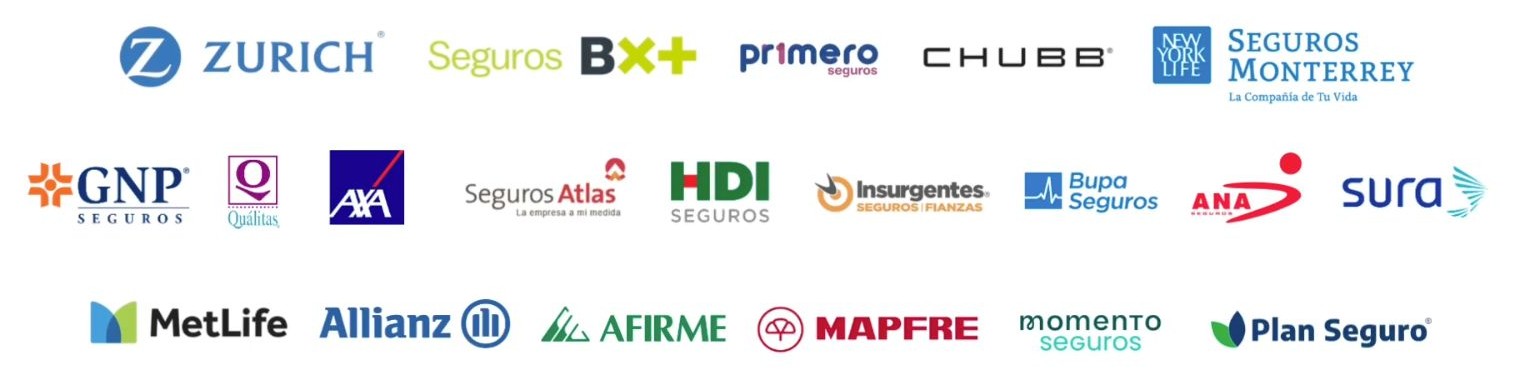 Z ZURICH®
Seguros BX+
pr1mero
seguros
CHUBB®
NEW
YORK
LIFE
SEGUROS
MONTERREY
La Compañía de Tu Vida
GNP®
SEGUROS
Q
Quálitas
AXA
Seguros Atlas
La empresa a mi medida
HDI
SEGUROS
Insurgentes®
SEGUROS | FIANZAS
Bupa
Seguros
ANA
SEGUROS
sura
MetLife
Allianz
AFIRME
MAPFRE
momento
seguros
Plan Seguro®